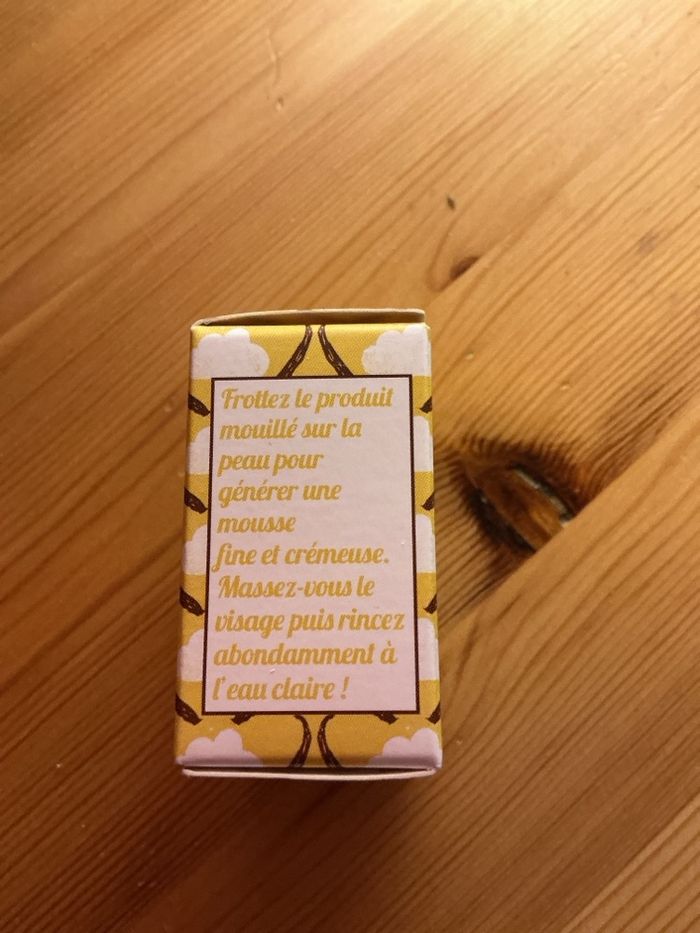 Frottez le produit
mouillé sur la
peau pour
générer une
mousse
fine et crémeuse.
Massez-vous le
visage puis rincez
abondamment à
l'eau claire !